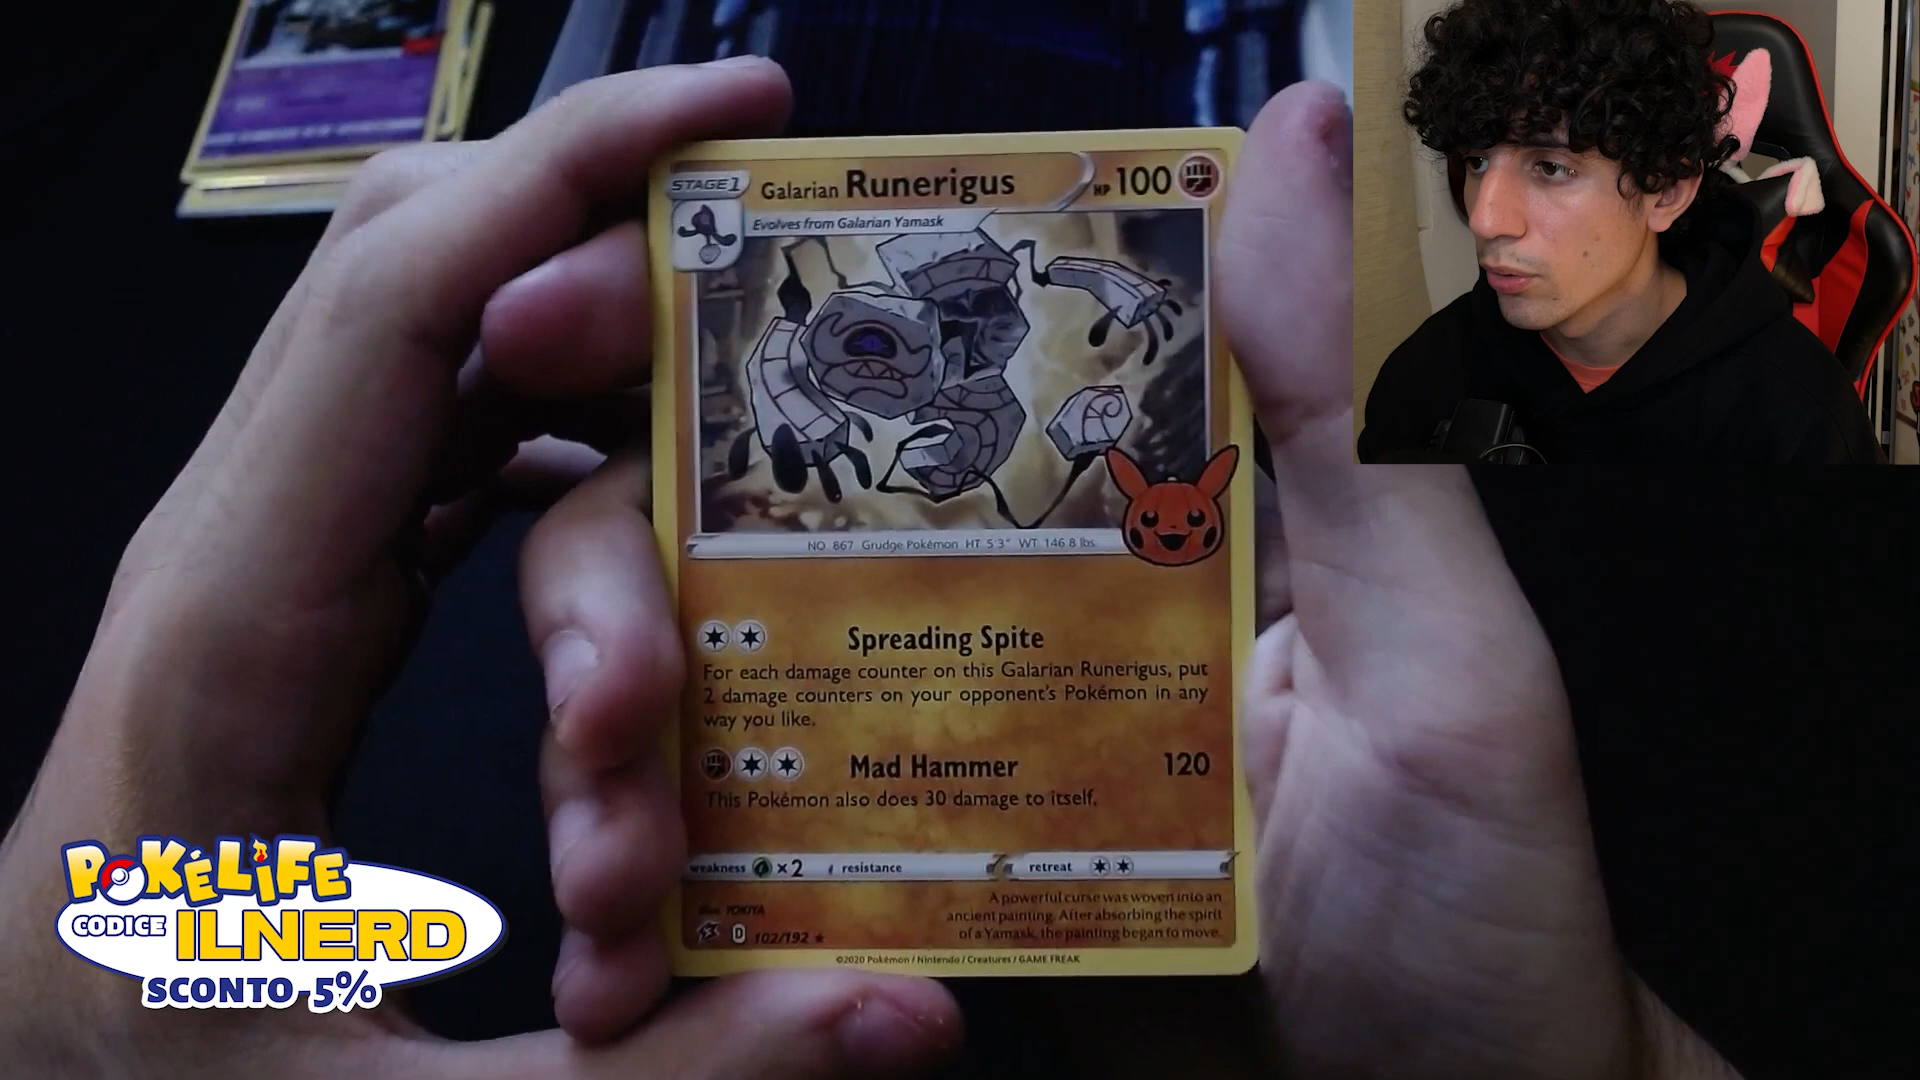 STAGE 1
Galarian Runerigus
HP 100
Evolves from Galarian Yamask
NO. 867 Grudge Pokémon HT 5'3" WT 146.8 lbs.
Spreading Spite
For each damage counter on this Galarian Runerigus, put
2 damage counters on your opponent's Pokémon in any
way you like.
Mad Hammer 120
This Pokémon also does 30 damage to itself.
weakness ×2 resistance retreat
A powerful curse was woven into an
ancient painting. After absorbing the spirit
of a Yamask, the painting began to move.
Illus. TOKIYA
D 102/192 ★
©2020 Pokémon / Nintendo / Creatures / GAME FREAK
POKÉLIFE
CODICE ILNERD
SCONTO -5%